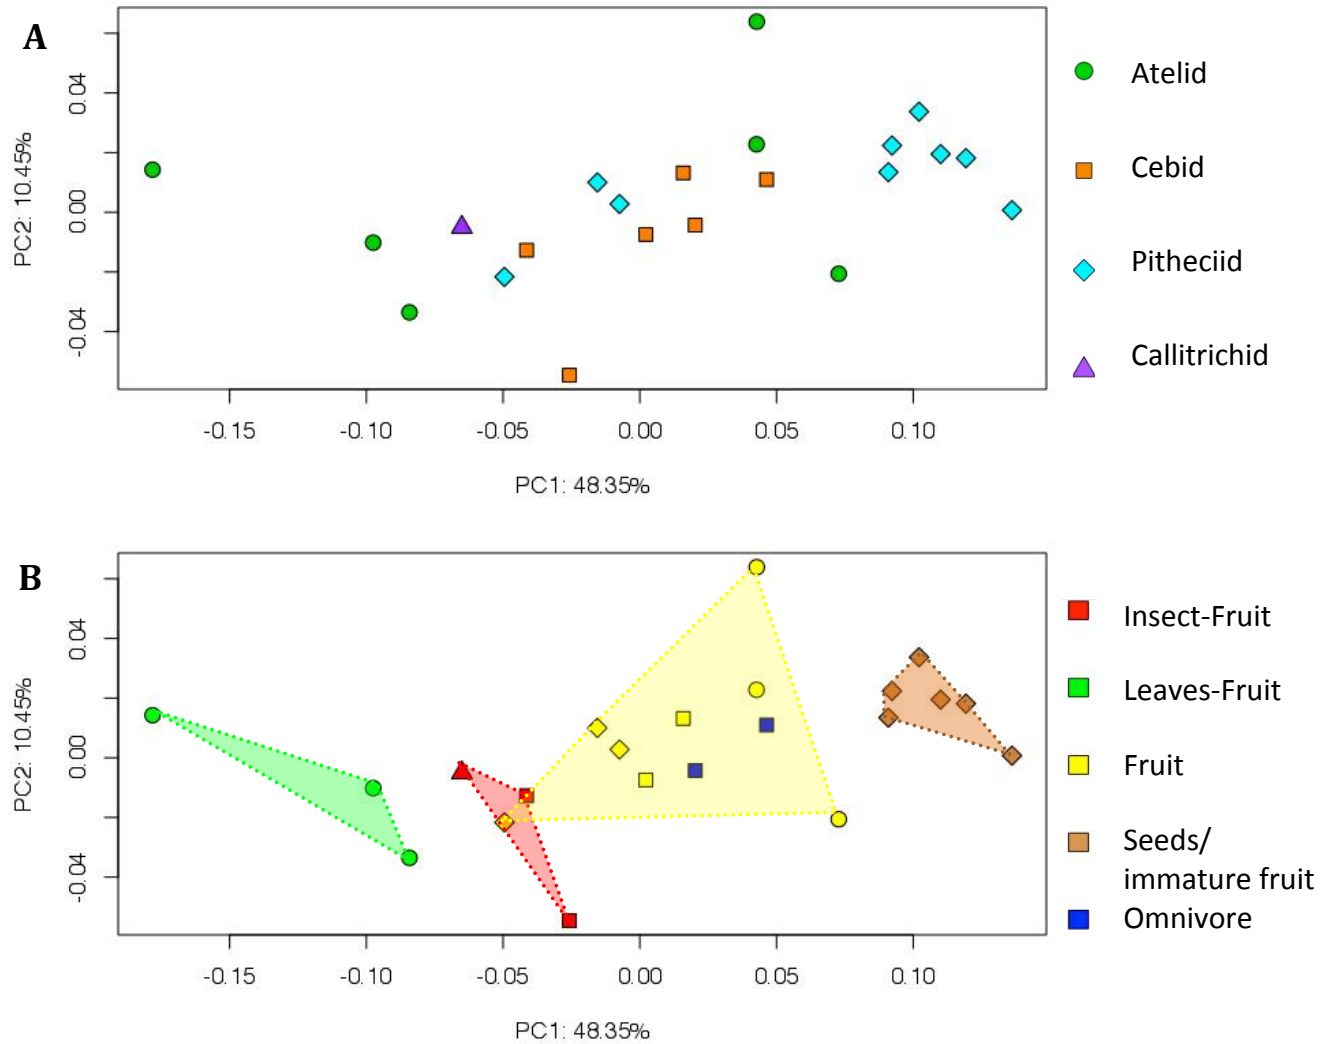 A
Atelid
Cebid
Pitheciid
Callitrichid
PC2: 10.45%
0.04
0.00
-0.04
-0.15 -0.10 -0.05 0.00 0.05 0.10
PC1: 48.35%
B
Insect-Fruit
Leaves-Fruit
Fruit
Seeds/
immature fruit
Omnivore
PC2: 10.45%
0.04
0.00
-0.04
-0.15 -0.10 -0.05 0.00 0.05 0.10
PC1: 48.35%